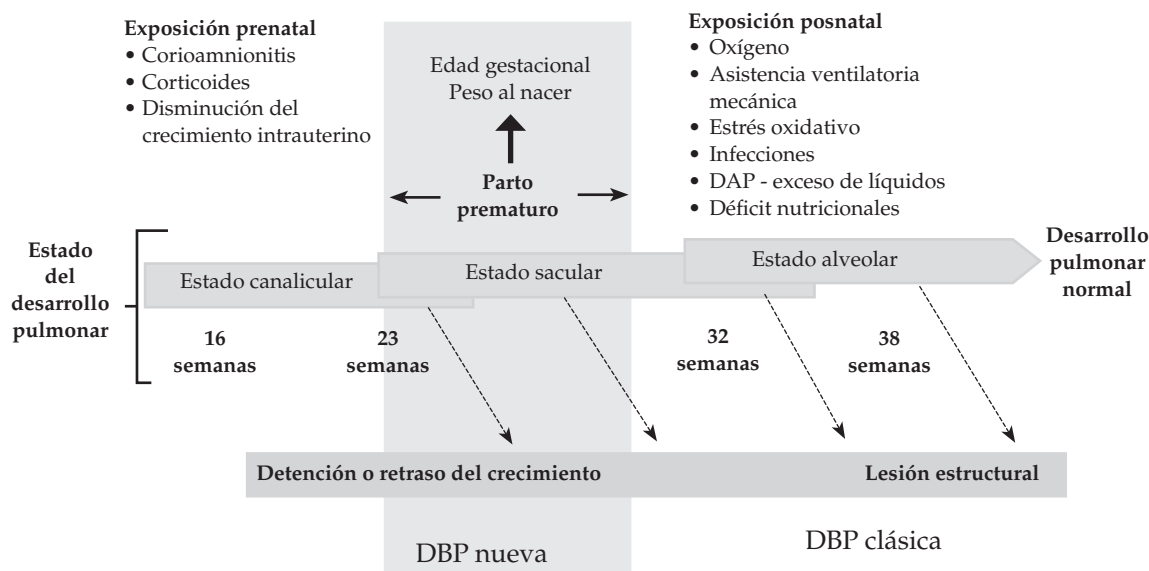 Exposición prenatal
• Corioamnionitis
• Corticoides
• Disminución del
crecimiento intrauterino
Edad gestacional
Peso al nacer
Parto
prematuro
Exposición posnatal
• Oxígeno
• Asistencia ventilatoria
mecánica
• Estrés oxidativo
• Infecciones
• DAP - exceso de líquidos
• Déficit nutricionales
Estado
del
desarrollo
pulmonar
Estado canalicular
Estado sacular
Estado alveolar
Desarrollo
pulmonar
normal
16
semanas
23
semanas
32
semanas
38
semanas
Detención o retraso del crecimiento
Lesión estructural
DBP nueva
DBP clásica